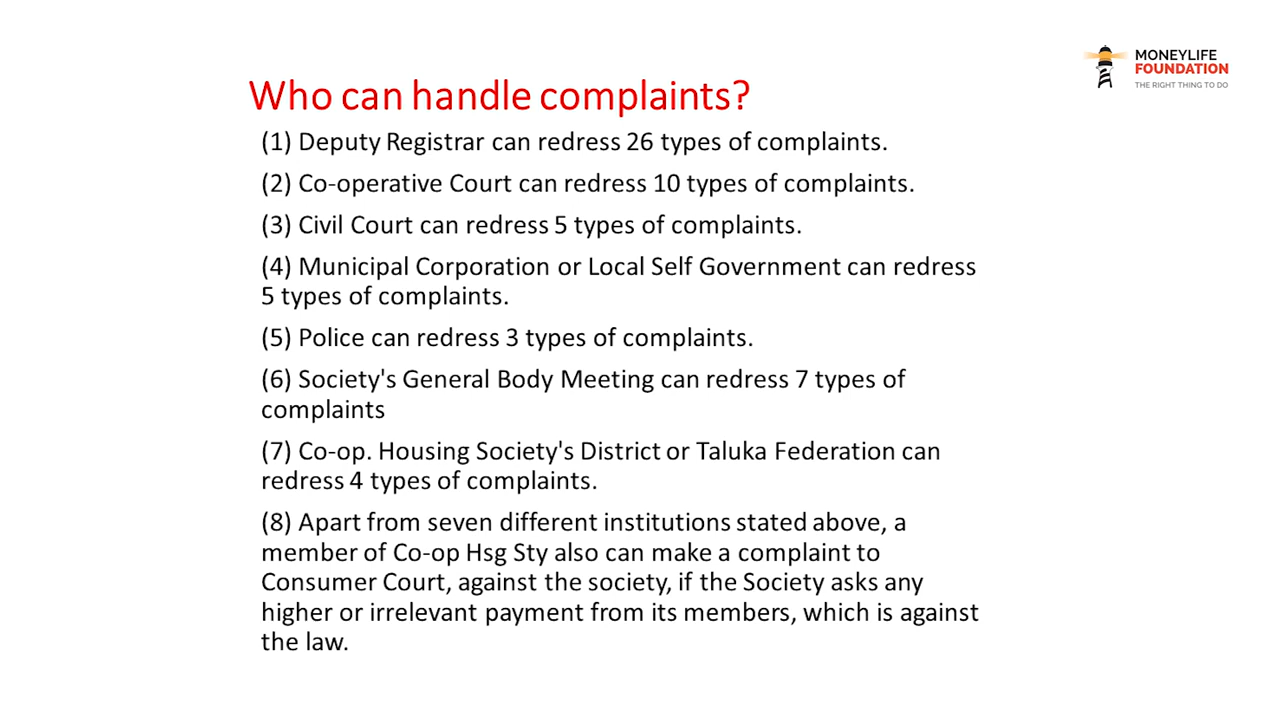 MONEYLIFE
FOUNDATION
THE RIGHT THING TO DO
Who can handle complaints?
(1) Deputy Registrar can redress 26 types of complaints.
(2) Co-operative Court can redress 10 types of complaints.
(3) Civil Court can redress 5 types of complaints.
(4) Municipal Corporation or Local Self Government can redress
5 types of complaints.
(5) Police can redress 3 types of complaints.
(6) Society's General Body Meeting can redress 7 types of
complaints
(7) Co-op. Housing Society's District or Taluka Federation can
redress 4 types of complaints.
(8) Apart from seven different institutions stated above, a
member of Co-op Hsg Sty also can make a complaint to
Consumer Court, against the society, if the Society asks any
higher or irrelevant payment from its members, which is against
the law.